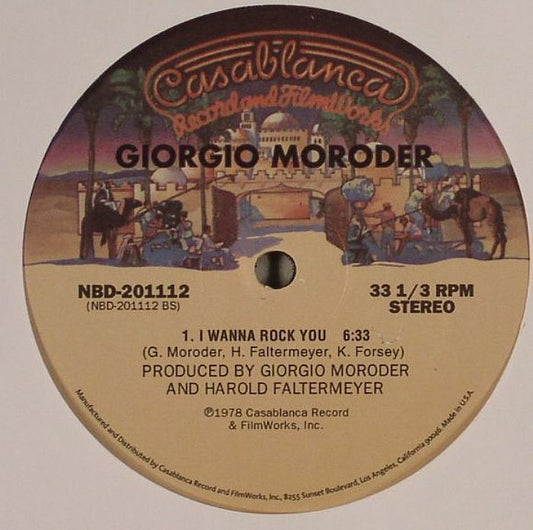 Casablanca
Record and FilmWorks
GIORGIO MORODER
NBD-201112
(NBD-201112 BS)
33 1/3 RPM
STEREO
1. I WANNA ROCK YOU 6:33
(G. Moroder, H. Faltermeyer, K. Forsey)
PRODUCED BY GIORGIO MORODER
AND HAROLD FALTERMEYER
℗1978 Casablanca Record
& FilmWorks, Inc.
Manufactured and Distributed by Casablanca Record and FilmWorks, Inc., 8255 Sunset Boulevard, Los Angeles, California 90046. Made in U.S.A.